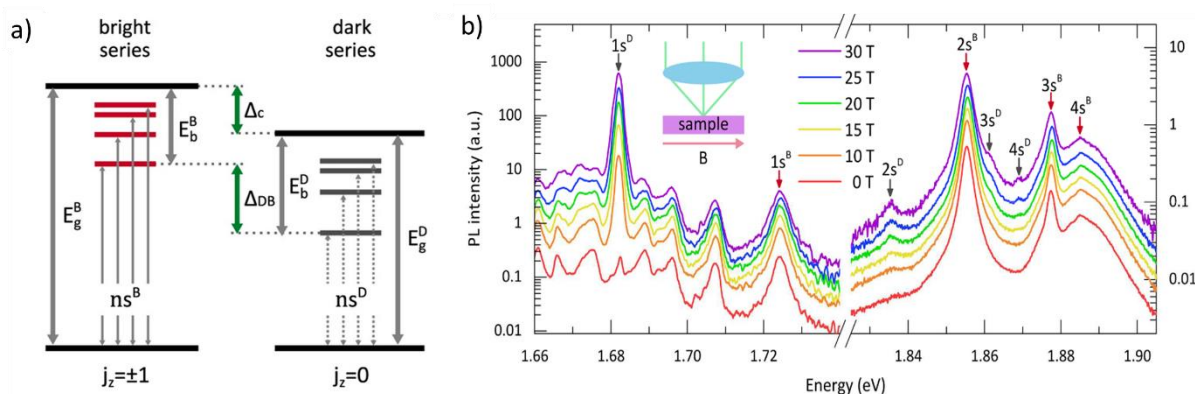 a)
bright
series
dark
series
Δc
E_b^B
Δ_DB
E_b^D
E_g^B
E_g^D
ns^B
ns^D
j_z=±1
j_z=0
b)
1s^D
sample
B
1s^B
30 T
25 T
20 T
15 T
10 T
0 T
2s^D
2s^B
3s^D
4s^D
3s^B
4s^B
PL intensity (a.u.)
1000
100
10
1
0.1
0.01
10
1
0.1
0.01
1.66 1.68 1.70 1.72 1.84 1.86 1.88 1.90
Energy (eV)